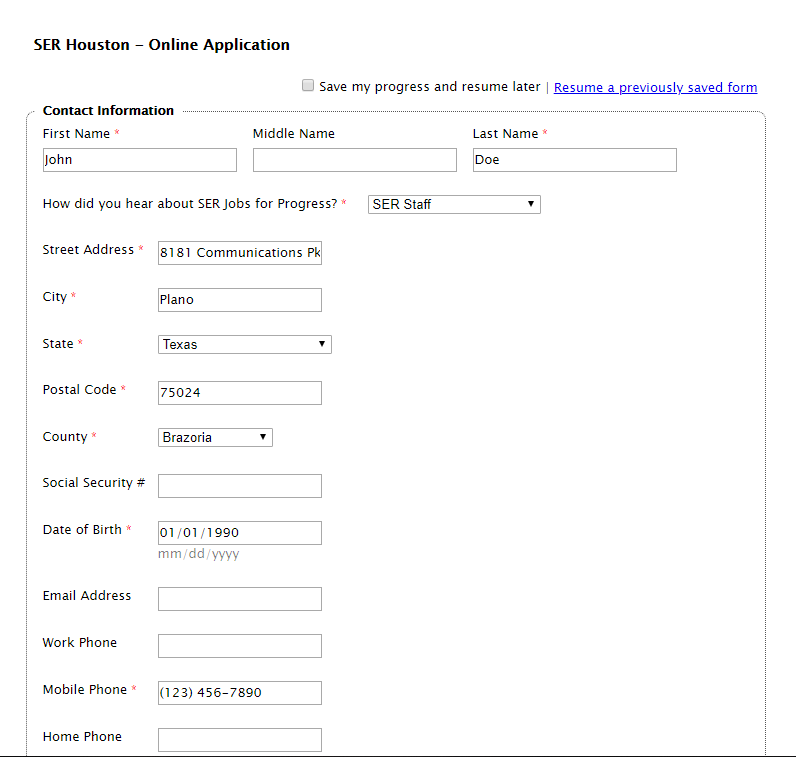 SER Houston – Online Application
Save my progress and resume later | Resume a previously saved form
Contact Information
First Name * Middle Name Last Name *
John Doe
How did you hear about SER Jobs for Progress? * SER Staff
Street Address * 8181 Communications Pk
City * Plano
State * Texas
Postal Code * 75024
County * Brazoria
Social Security #
Date of Birth * 01/01/1990
mm/dd/yyyy
Email Address
Work Phone
Mobile Phone * (123) 456-7890
Home Phone